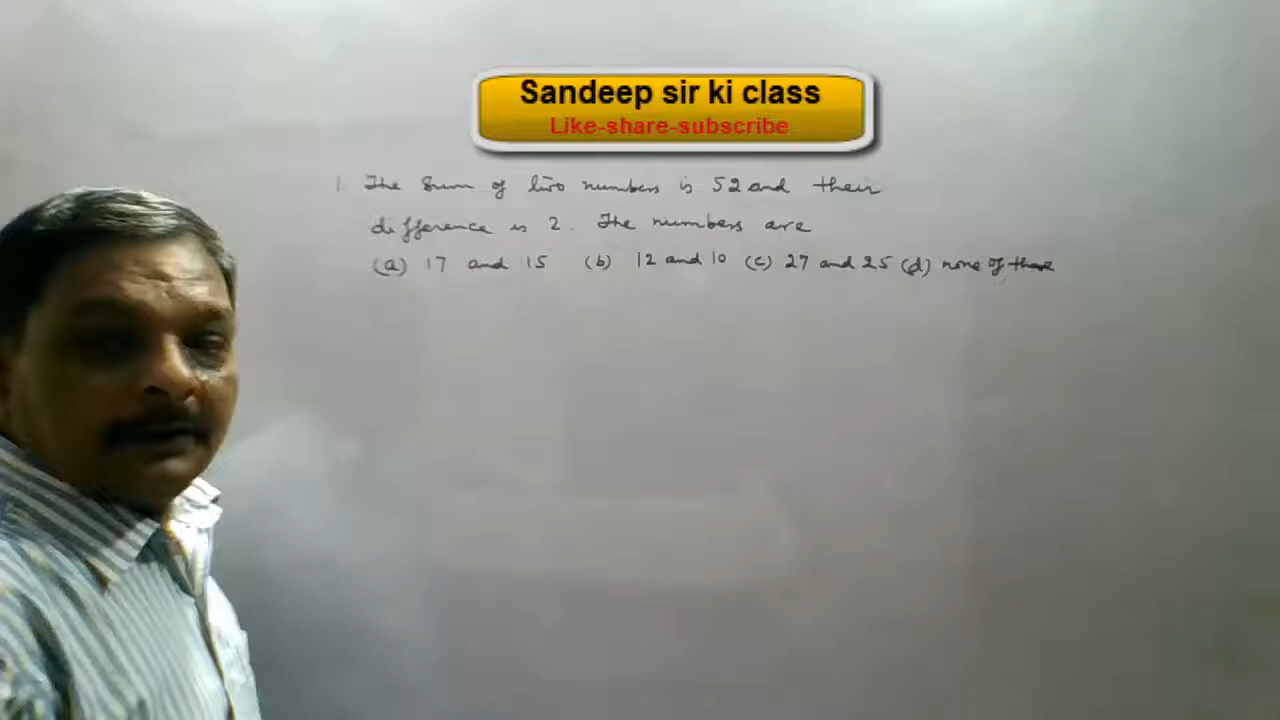 Sandeep sir ki class
Like-share-subscribe
1. The Sum of two numbers is 52 and their
difference is 2. The numbers are
(a) 17 and 15 (b) 12 and 10 (c) 27 and 25 (d) none of these